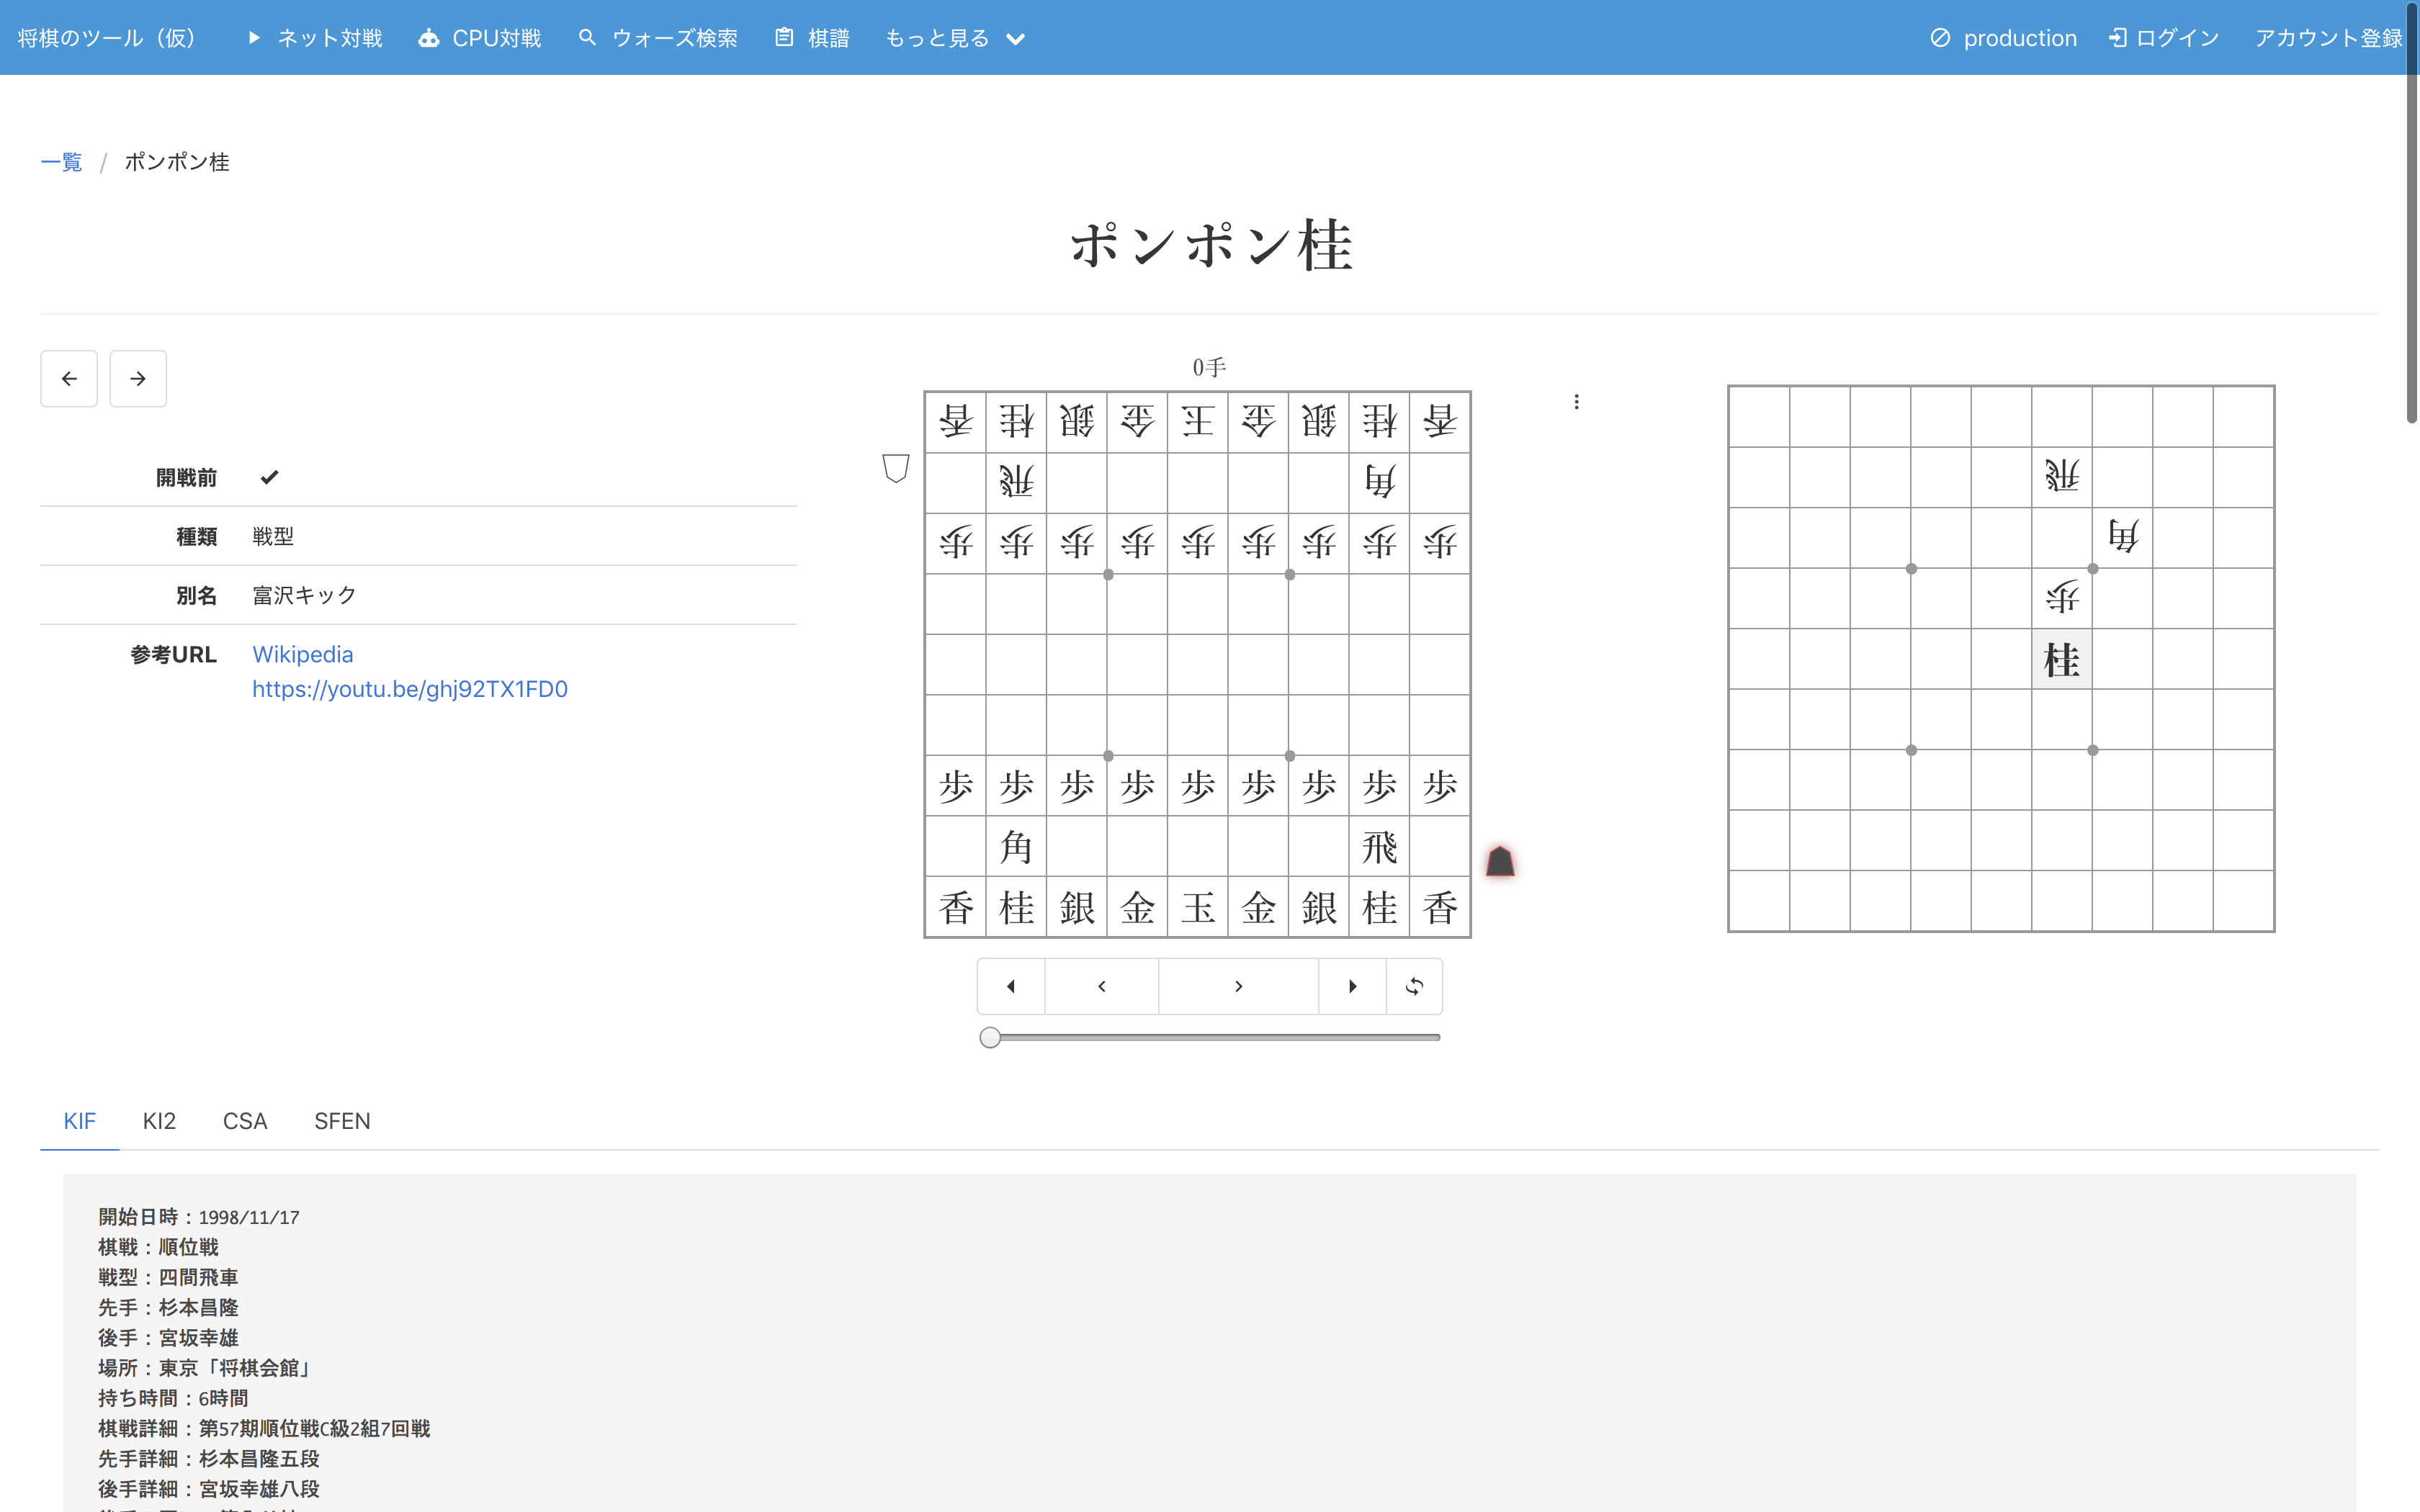 将棋のツール（仮） ネット対戦 CPU対戦 ウォーズ検索 棋譜 もっと見る production ログイン アカウント登録
一覧 / ポンポン桂
ポンポン桂
開戦前
種類 戦型
別名 富沢キック
参考URL Wikipedia
https://youtu.be/ghj92TX1FD0
0手
香桂銀金王金銀桂香
飛角
歩歩歩歩歩歩歩歩歩
歩歩歩歩歩歩歩歩歩
角飛
香桂銀金玉金銀桂香
飛
角
歩
桂
KIF KI2 CSA SFEN
開始日時：1998/11/17
棋戦：順位戦
戦型：四間飛車
先手：杉本昌隆
後手：宮坂幸雄
場所：東京「将棋会館」
持ち時間：6時間
棋戦詳細：第57期順位戦C級2組7回戦
先手詳細：杉本昌隆五段
後手詳細：宮坂幸雄八段